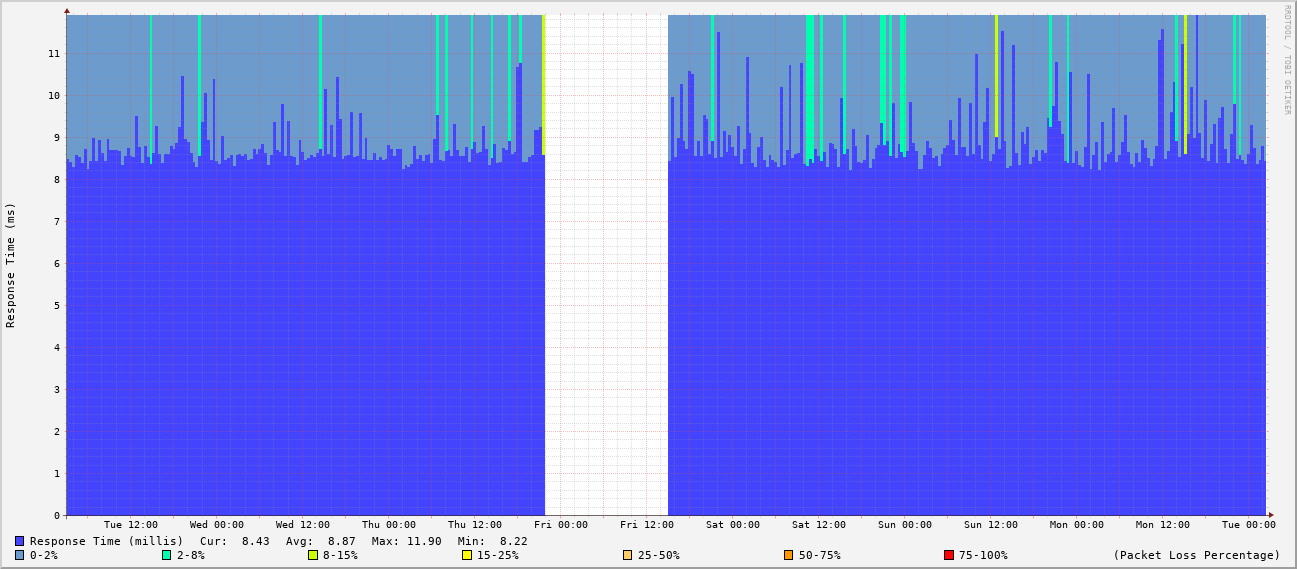 RRDTOOL / TOBI OETIKER
Response Time (ms)
11
10
9
8
7
6
5
4
3
2
1
0
Tue 12:00 Wed 00:00 Wed 12:00 Thu 00:00 Thu 12:00 Fri 00:00 Fri 12:00 Sat 00:00 Sat 12:00 Sun 00:00 Sun 12:00 Mon 00:00 Mon 12:00 Tue 00:00
Response Time (millis) Cur: 8.43 Avg: 8.87 Max: 11.90 Min: 8.22
0-2% 2-8% 8-15% 15-25% 25-50% 50-75% 75-100% (Packet Loss Percentage)